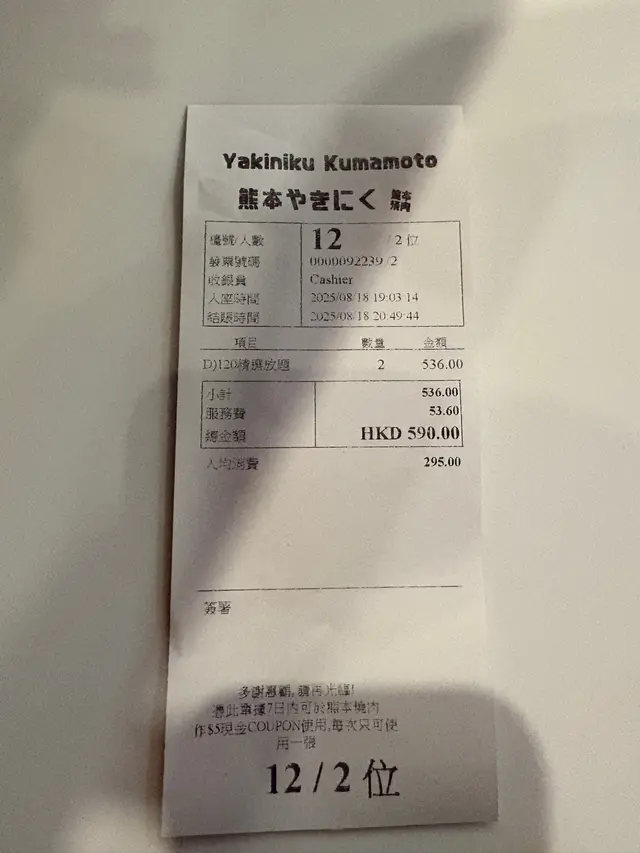 Yakiniku Kumamoto
熊本やきにく 熊本焼肉
檯號/人數 12 / 2 位
發票號碼 0000092239 /2
收銀員 Cashier
入座時間 2025/08/18 19:03:14
結賬時間 2025/08/18 20:49:44
項目 數量 金額
D)120精選放題 2 536.00
小計 536.00
服務費 53.60
總金額 HKD 590.00
人均消費 295.00
簽署
多謝惠顧,請再光臨!
憑此單據7日內可於熊本燒肉
作$5現金COUPON使用,每次只可使
用一張
12 / 2 位